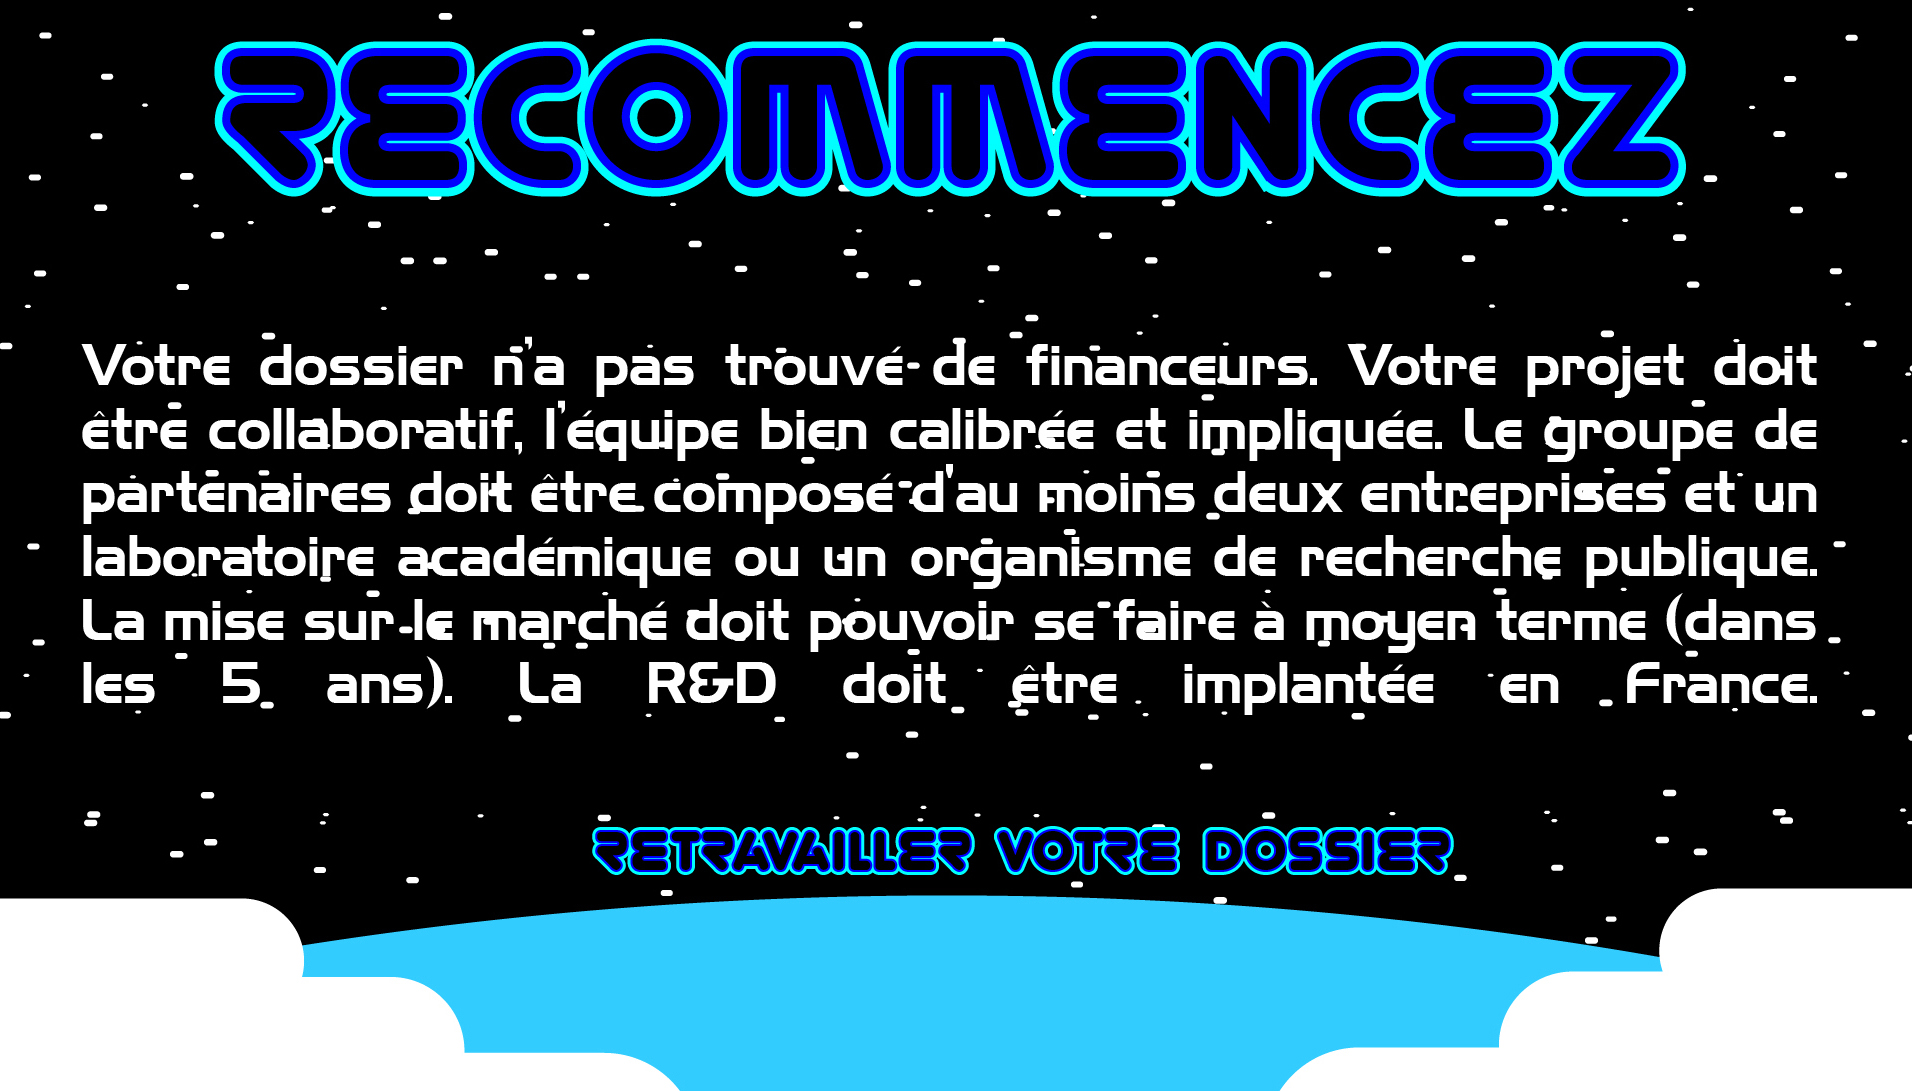 RECOMMENCEZ
Votre dossier n'a pas trouvé de financeurs. Votre projet doit
être collaboratif, l'équipe bien calibrée et impliquée. Le groupe de
partenaires doit être composé d'au moins deux entreprises et un
laboratoire académique ou un organisme de recherche publique.
La mise sur le marché doit pouvoir se faire à moyen terme (dans
les 5 ans). La R&D doit être implantée en France.
RETRAVAILLER VOTRE DOSSIER